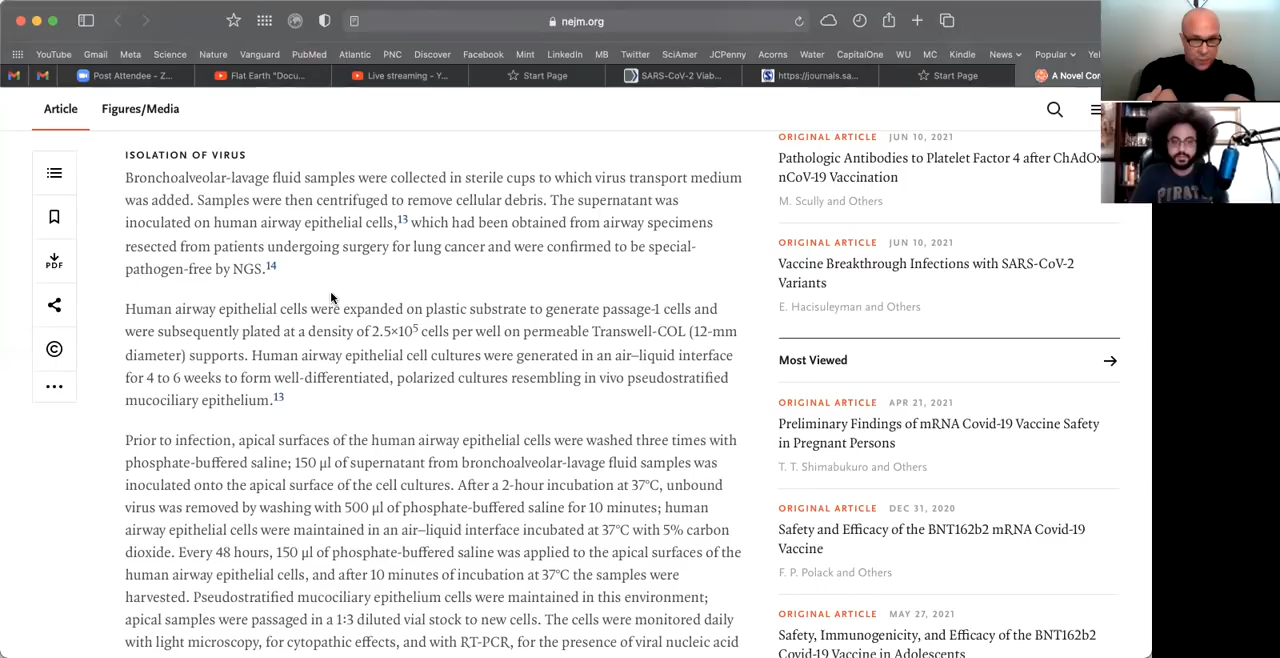 nejm.org
YouTube Gmail Meta Science Nature Vanguard PubMed Atlantic PNC Discover Facebook Mint LinkedIn MB Twitter SciAmer JCPenny Acorns Water CapitalOne WU MC Kindle News Popular Yel
Post Attendee - Z... Flat Earth "Docu... Live streaming - Y... Start Page SARS-CoV-2 Viab... https://journals.sa... Start Page A Novel Cor
Article Figures/Media
ISOLATION OF VIRUS
Bronchoalveolar-lavage fluid samples were collected in sterile cups to which virus transport medium
was added. Samples were then centrifuged to remove cellular debris. The supernatant was
inoculated on human airway epithelial cells,13 which had been obtained from airway specimens
resected from patients undergoing surgery for lung cancer and were confirmed to be special-
pathogen-free by NGS.14
Human airway epithelial cells were expanded on plastic substrate to generate passage-1 cells and
were subsequently plated at a density of 2.5×105 cells per well on permeable Transwell-COL (12-mm
diameter) supports. Human airway epithelial cell cultures were generated in an air–liquid interface
for 4 to 6 weeks to form well-differentiated, polarized cultures resembling in vivo pseudostratified
mucociliary epithelium.13
Prior to infection, apical surfaces of the human airway epithelial cells were washed three times with
phosphate-buffered saline; 150 μl of supernatant from bronchoalveolar-lavage fluid samples was
inoculated onto the apical surface of the cell cultures. After a 2-hour incubation at 37°C, unbound
virus was removed by washing with 500 μl of phosphate-buffered saline for 10 minutes; human
airway epithelial cells were maintained in an air–liquid interface incubated at 37°C with 5% carbon
dioxide. Every 48 hours, 150 μl of phosphate-buffered saline was applied to the apical surfaces of the
human airway epithelial cells, and after 10 minutes of incubation at 37°C the samples were
harvested. Pseudostratified mucociliary epithelium cells were maintained in this environment;
apical samples were passaged in a 1:3 diluted vial stock to new cells. The cells were monitored daily
with light microscopy, for cytopathic effects, and with RT-PCR, for the presence of viral nucleic acid
PDF
ORIGINAL ARTICLE JUN 10, 2021
Pathologic Antibodies to Platelet Factor 4 after ChAdOx
nCoV-19 Vaccination
M. Scully and Others
ORIGINAL ARTICLE JUN 10, 2021
Vaccine Breakthrough Infections with SARS-CoV-2
Variants
E. Hacisuleyman and Others
Most Viewed
ORIGINAL ARTICLE APR 21, 2021
Preliminary Findings of mRNA Covid-19 Vaccine Safety
in Pregnant Persons
T. T. Shimabukuro and Others
ORIGINAL ARTICLE DEC 31, 2020
Safety and Efficacy of the BNT162b2 mRNA Covid-19
Vaccine
F. P. Polack and Others
ORIGINAL ARTICLE MAY 27, 2021
Safety, Immunogenicity, and Efficacy of the BNT162b2
Covid-19 Vaccine in Adolescents
PIRAT